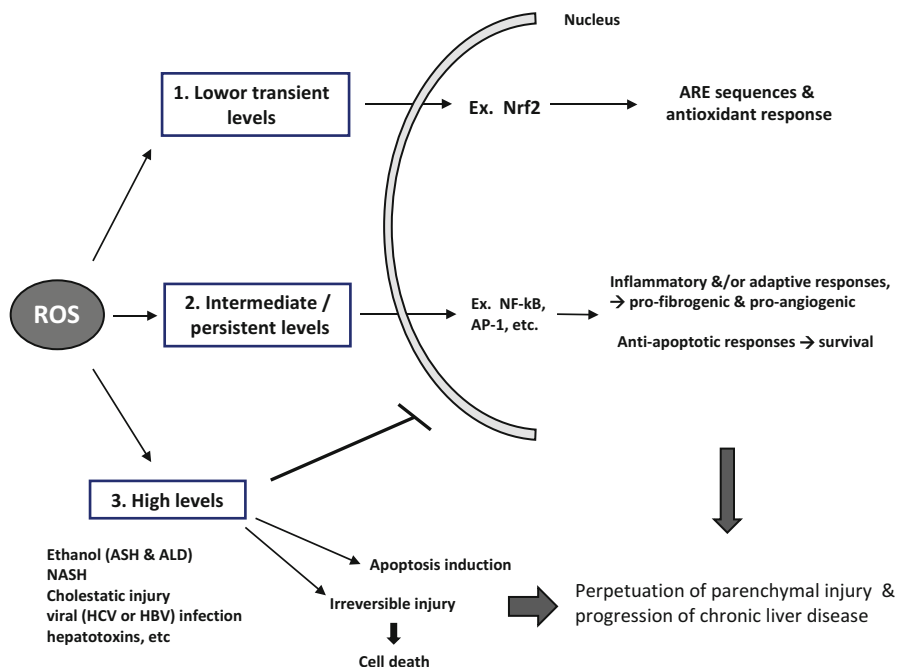 Nucleus
1. Lowor transient
levels
Ex. Nrf2
ARE sequences &
antioxidant response
ROS
2. Intermediate /
persistent levels
Ex. NF-kB,
AP-1, etc.
Inflammatory &/or adaptive responses,
→ pro-fibrogenic & pro-angiogenic
Anti-apoptotic responses → survival
3. High levels
Ethanol (ASH & ALD)
NASH
Cholestatic injury
viral (HCV or HBV) infection
hepatotoxins, etc
Apoptosis induction
Irreversible injury
Cell death
Perpetuation of parenchymal injury &
progression of chronic liver disease